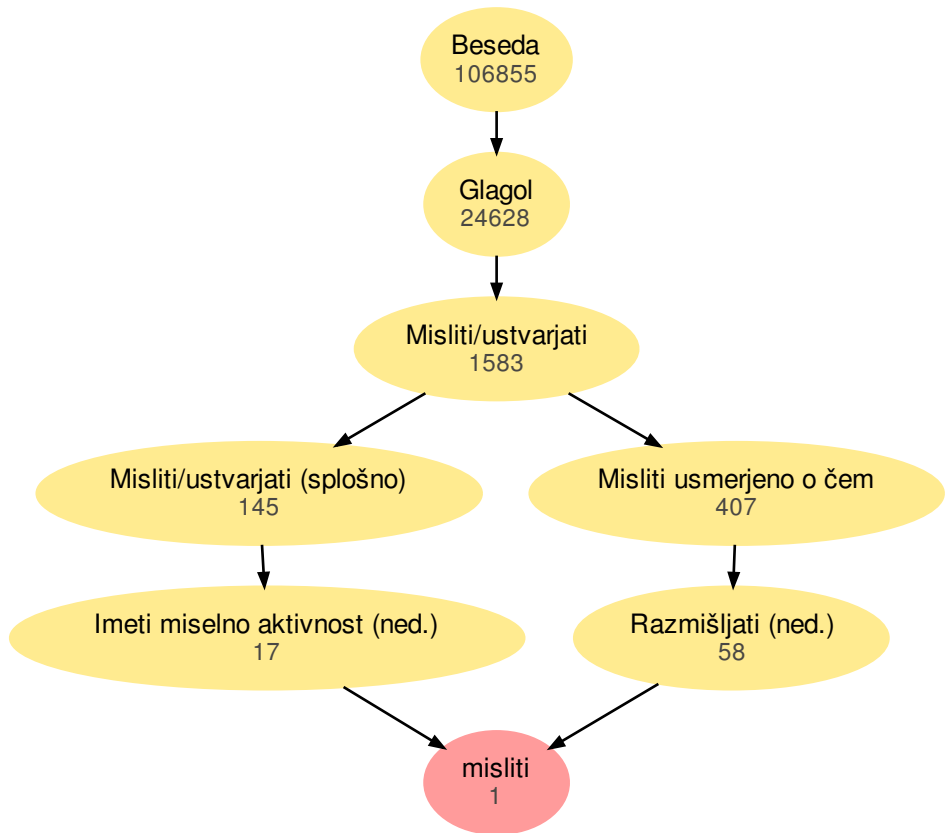 Beseda
106855
Glagol
24628
Misliti/ustvarjati
1583
Misliti/ustvarjati (splošno)
145
Misliti usmerjeno o čem
407
Imeti miselno aktivnost (ned.)
17
Razmišljati (ned.)
58
misliti
1